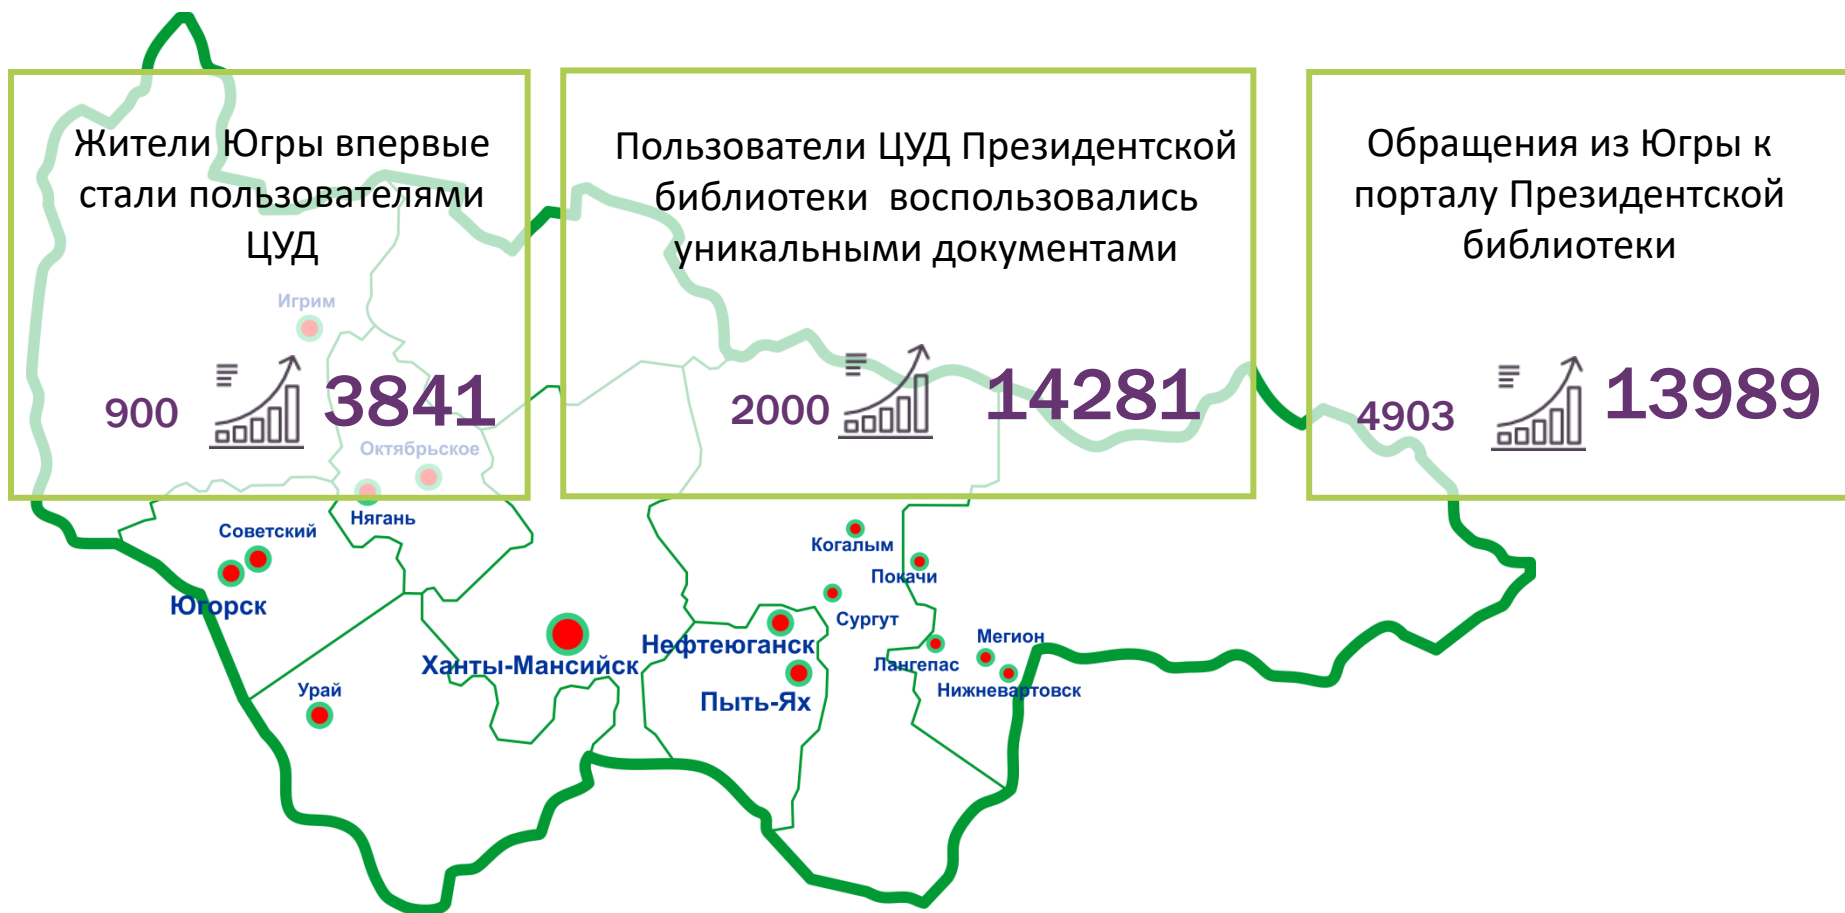 Жители Югры впервые
стали пользователями
ЦУД
900
3841
Пользователи ЦУД Президентской
библиотеки воспользовались
уникальными документами
2000
14281
Обращения из Югры к
порталу Президентской
библиотеки
4903
13989
Игрим
Октябрьское
Нягань
Советский
Югорск
Ханты-Мансийск
Урай
Когалым
Покачи
Сургут
Нефтеюганск
Пыть-Ях
Лангепас
Мегион
Нижневартовск